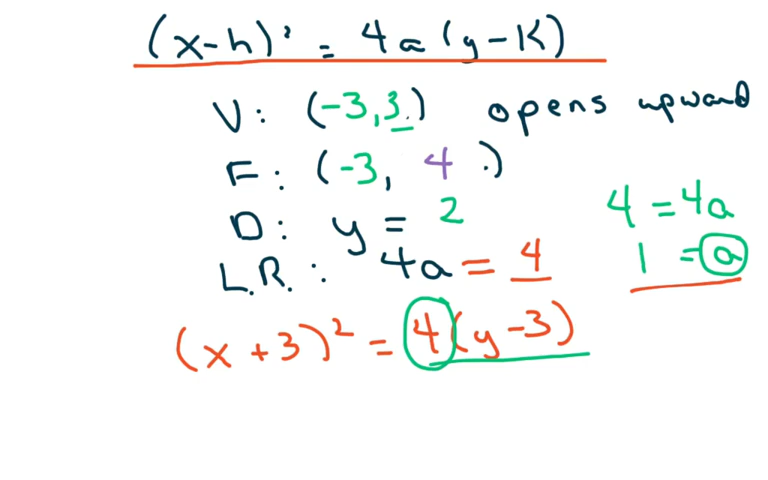 (x-h)² = 4a(y-K)
V: (-3, 3.) opens upward
F: (-3, 4.)
D: y = 2
L.R.: 4a = 4
4 = 4a
1 = a
(x+3)² = 4(y-3)